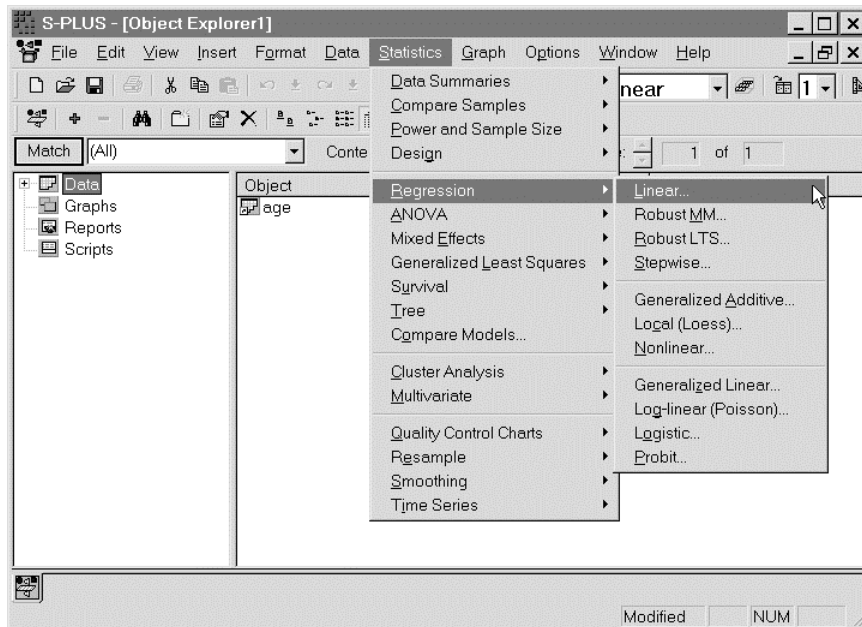 S-PLUS - [Object Explorer1]
File Edit View Insert Format Data Statistics Graph Options Window Help
near 1
Match (All) Conte : 1 of 1
Data
Graphs
Reports
Scripts
Object
age
Data Summaries
Compare Samples
Power and Sample Size
Design
Regression
ANOVA
Mixed Effects
Generalized Least Squares
Survival
Tree
Compare Models...
Cluster Analysis
Multivariate
Quality Control Charts
Resample
Smoothing
Time Series
Linear...
Robust MM...
Robust LTS...
Stepwise...
Generalized Additive...
Local (Loess)...
Nonlinear...
Generalized Linear...
Log-linear (Poisson)...
Logistic...
Probit...
Modified NUM